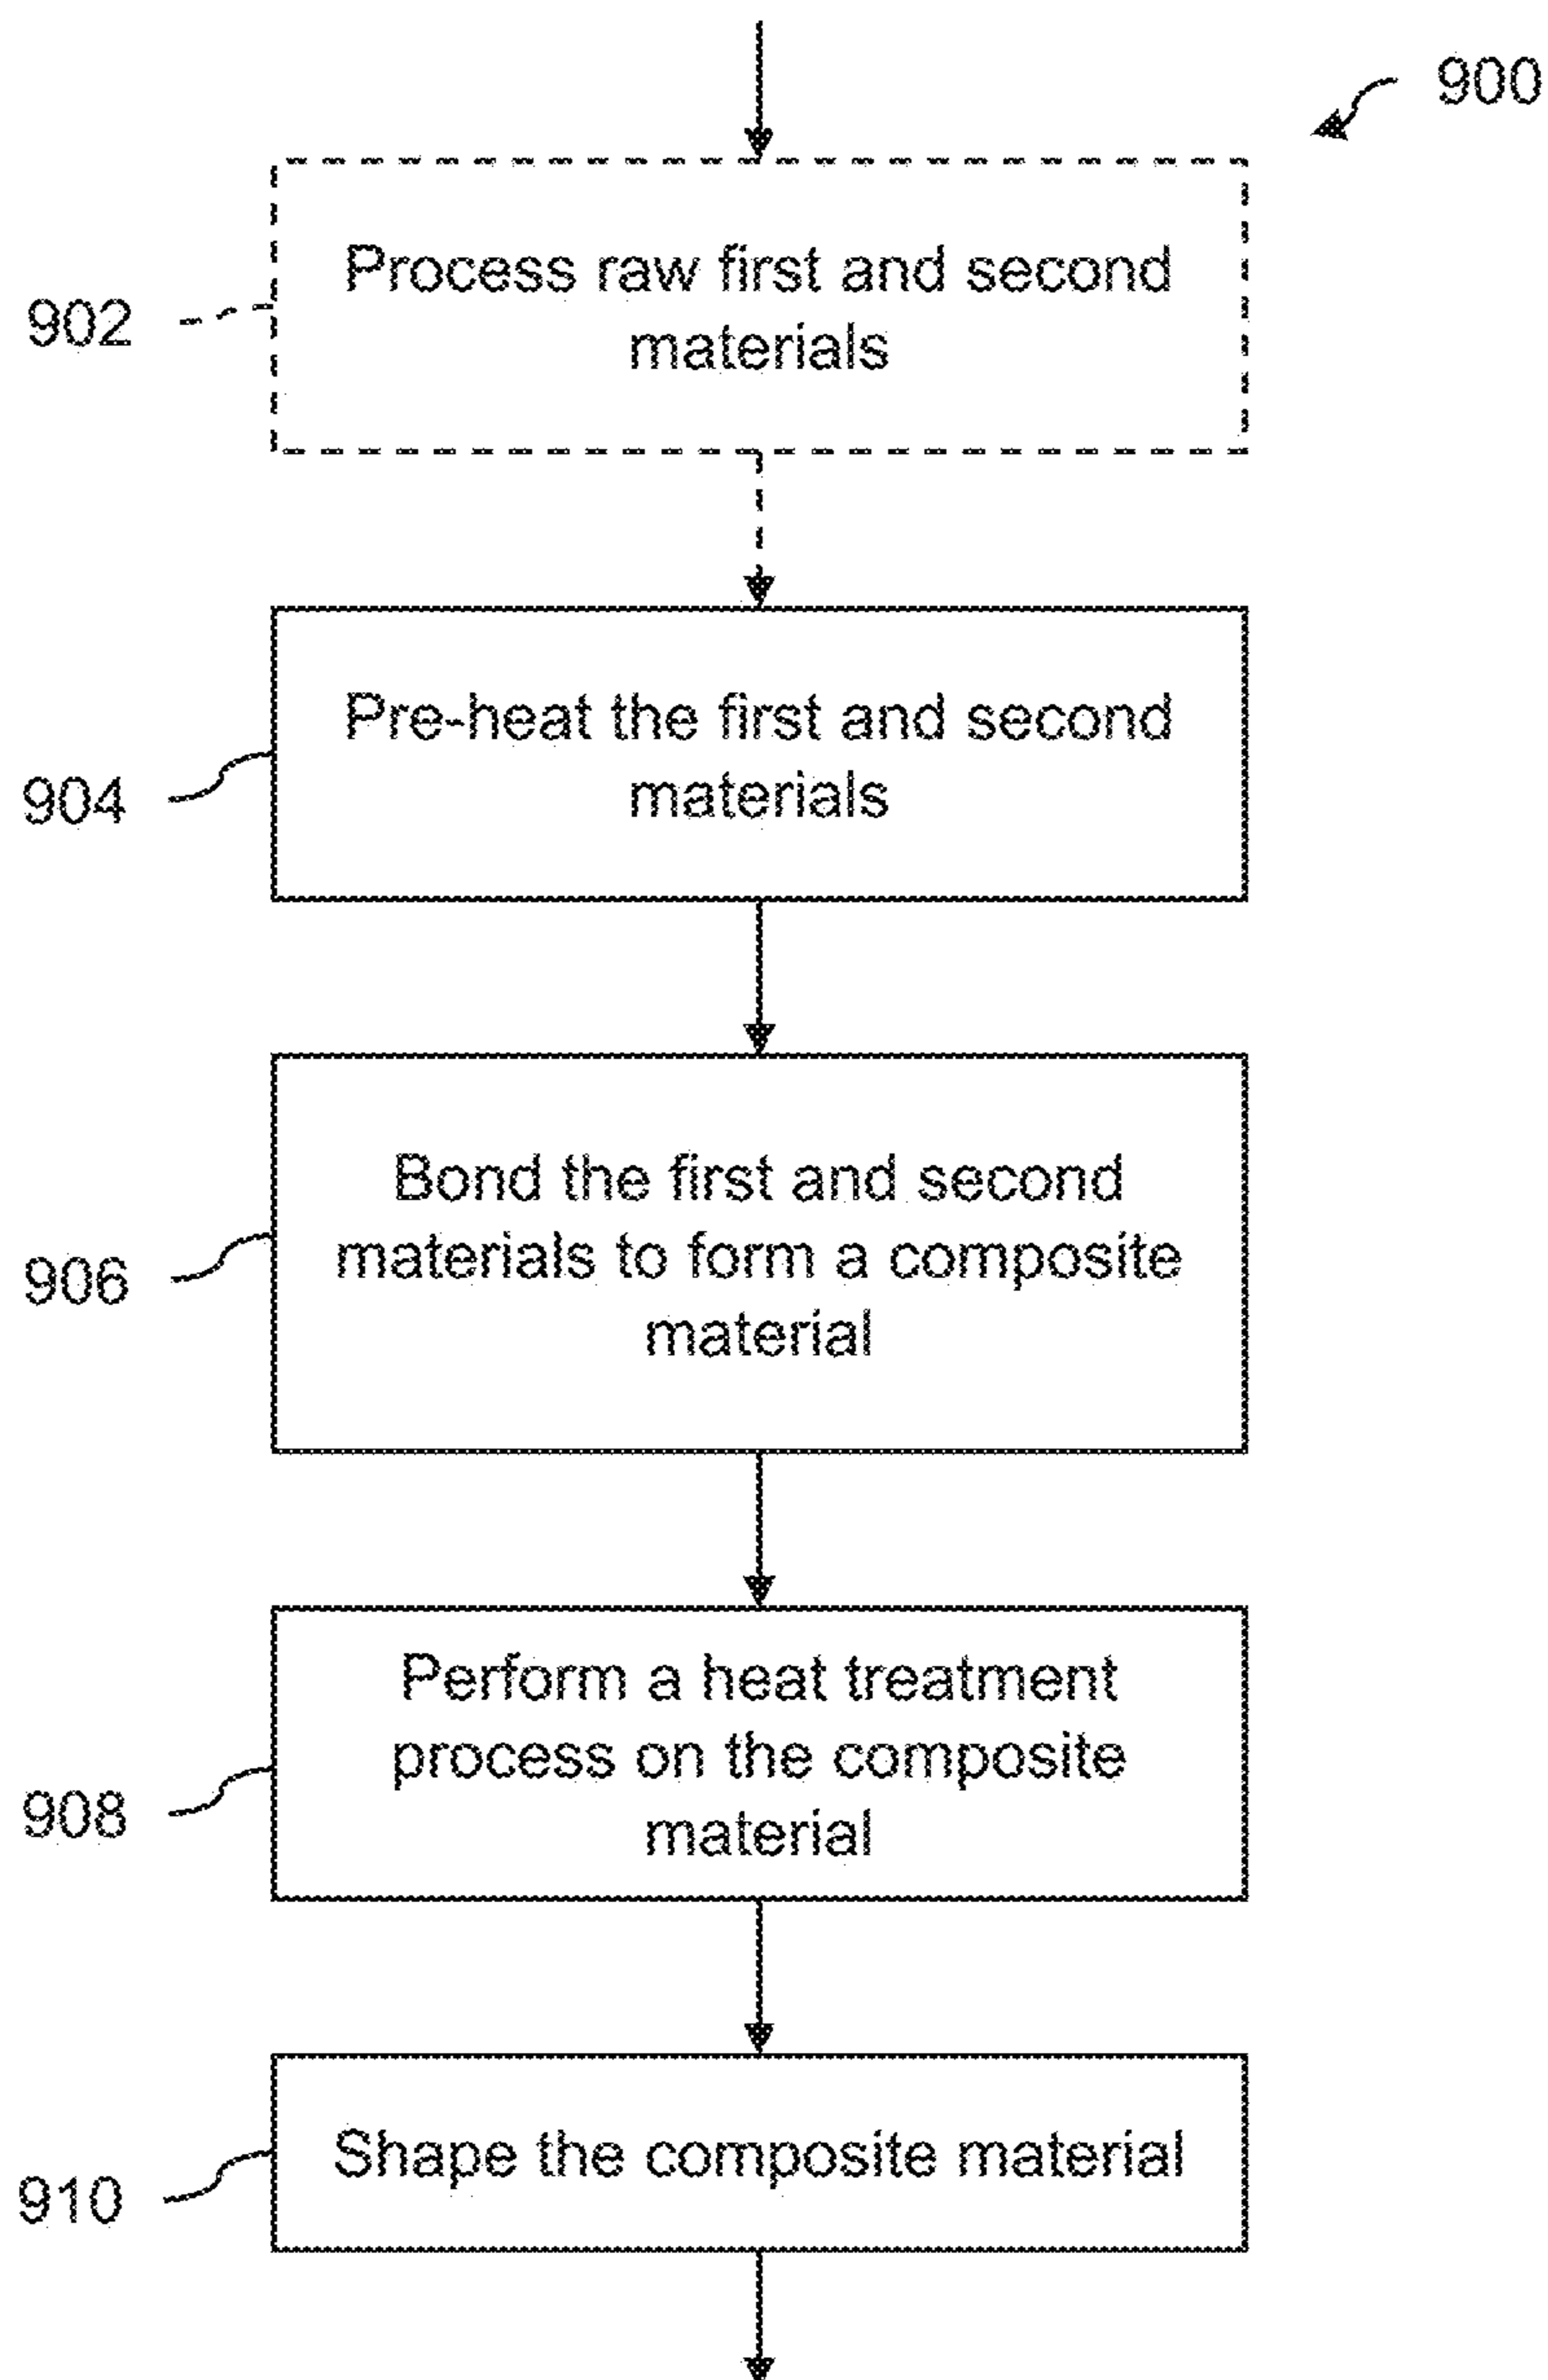 900
902
Process raw first and second
materials
904
Pre-heat the first and second
materials
906
Bond the first and second
materials to form a composite
material
908
Perform a heat treatment
process on the composite
material
910
Shape the composite material